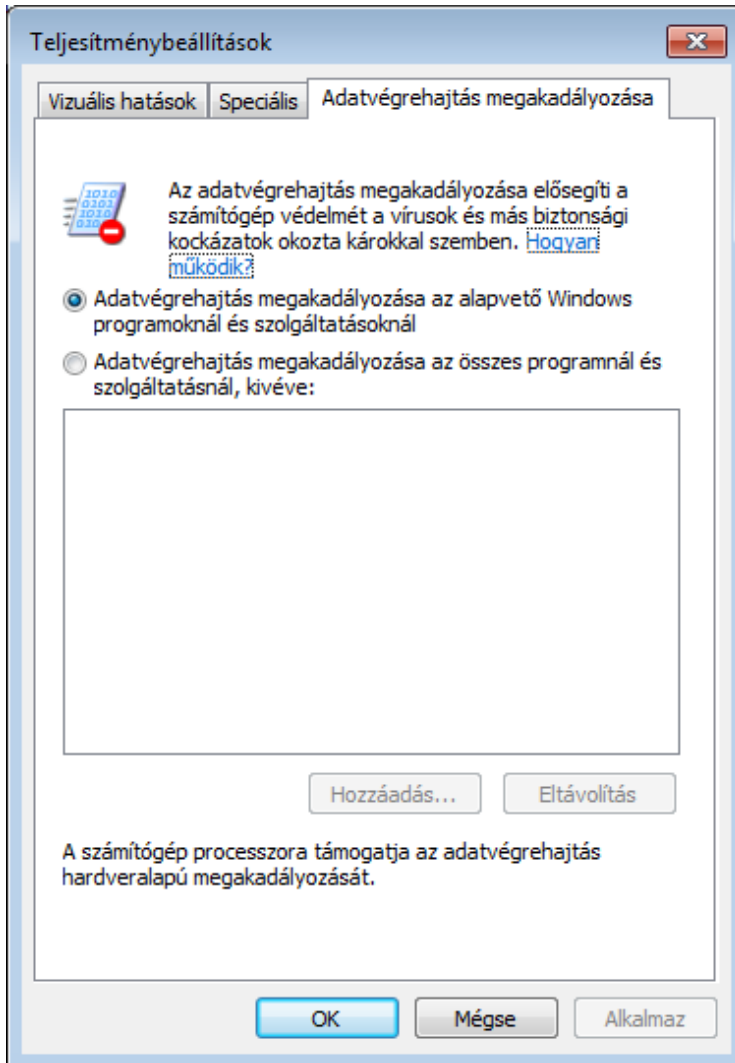 Teljesítménybeállítások
Vizuális hatások
Speciális
Adatvégrehajtás megakadályozása
Az adatvégrehajtás megakadályozása elősegíti a
számítógép védelmét a vírusok és más biztonsági
kockázatok okozta károkkal szemben. Hogyan
működik?
Adatvégrehajtás megakadályozása az alapvető Windows
programoknál és szolgáltatásoknál
Adatvégrehajtás megakadályozása az összes programnál és
szolgáltatásnál, kivéve:
Hozzáadás...
Eltávolítás
A számítógép processzora támogatja az adatvégrehajtás
hardveralapú megakadályozását.
OK
Mégse
Alkalmaz